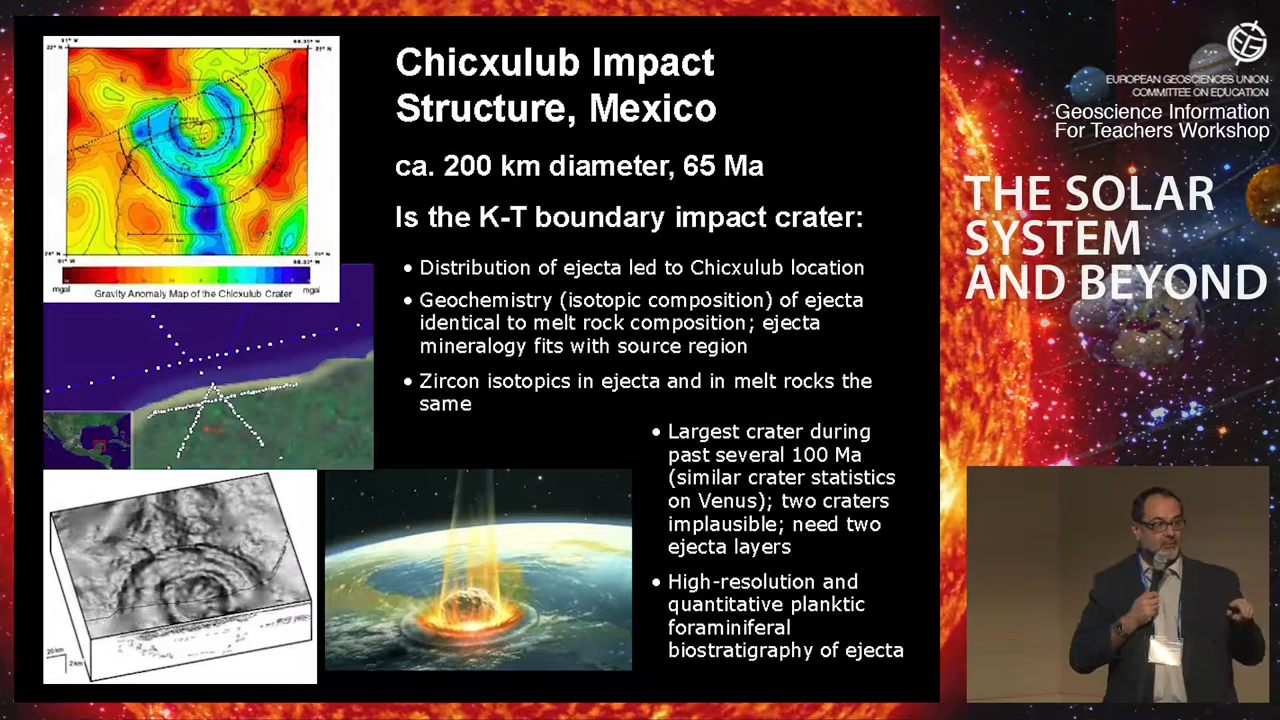 Chicxulub Impact
Structure, Mexico
ca. 200 km diameter, 65 Ma
Is the K-T boundary impact crater:
• Distribution of ejecta led to Chicxulub location
• Geochemistry (isotopic composition) of ejecta
identical to melt rock composition; ejecta
mineralogy fits with source region
• Zircon isotopics in ejecta and in melt rocks the
same
• Largest crater during
past several 100 Ma
(similar crater statistics
on Venus); two craters
implausible; need two
ejecta layers
• High-resolution and
quantitative planktic
foraminiferal
biostratigraphy of ejecta
mgal
Gravity Anomaly Map of the Chicxulub Crater
mgal
20 km
2 km
EUROPEAN GEOSCIENCES UNION
COMMITTEE ON EDUCATION
Geoscience Information
For Teachers Workshop
THE SOLAR
SYSTEM
AND BEYOND